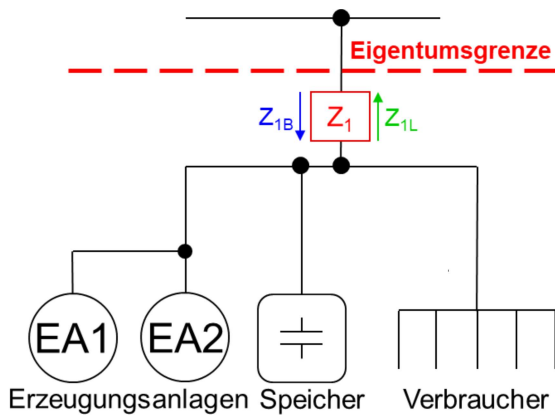 Eigentumsgrenze
Z1B Z1 Z1L
EA1 EA2
Erzeugungsanlagen Speicher Verbraucher